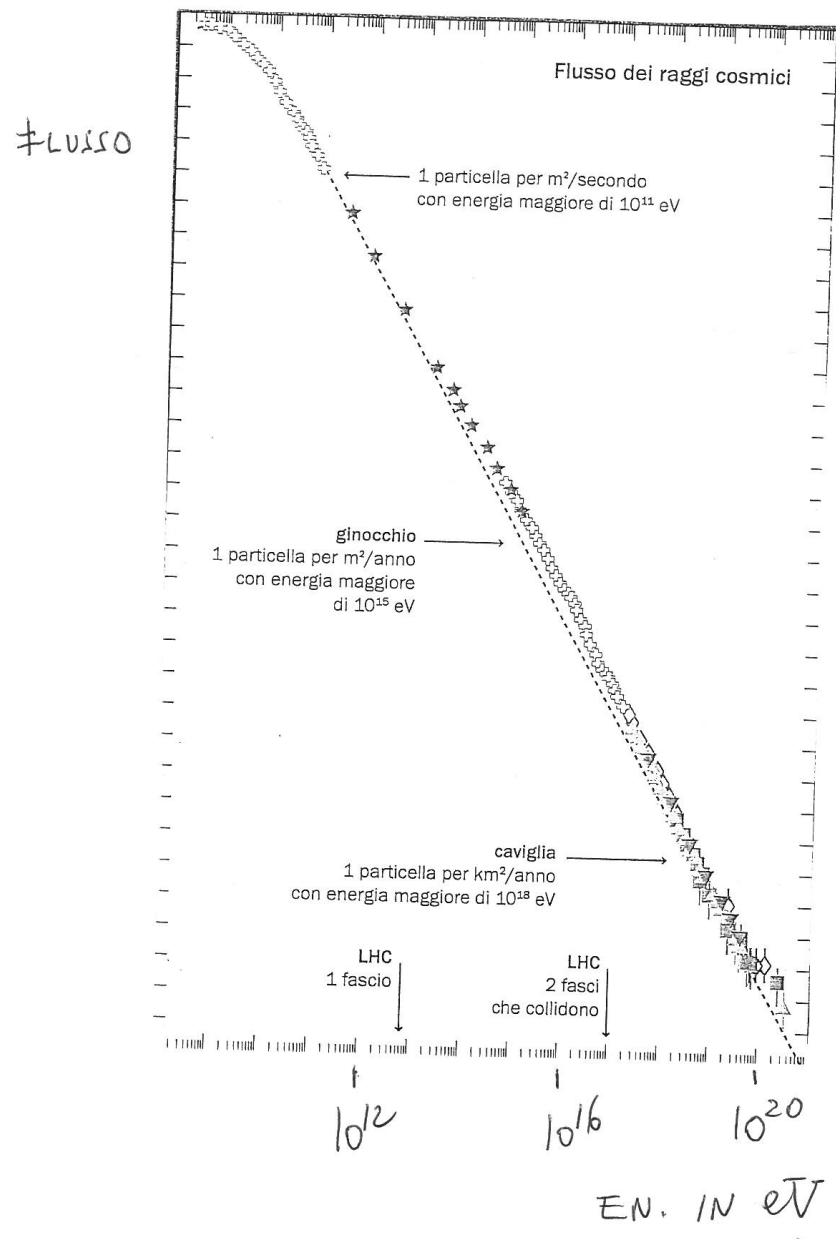 Flusso dei raggi cosmici
FLUSSO
1 particella per m²/secondo
con energia maggiore di 10¹¹ eV
ginocchio
1 particella per m²/anno
con energia maggiore
di 10¹⁵ eV
caviglia
1 particella per km²/anno
con energia maggiore di 10¹⁸ eV
LHC
1 fascio
LHC
2 fasci
che collidono
10¹²
10¹⁶
10²⁰
EN. IN eV